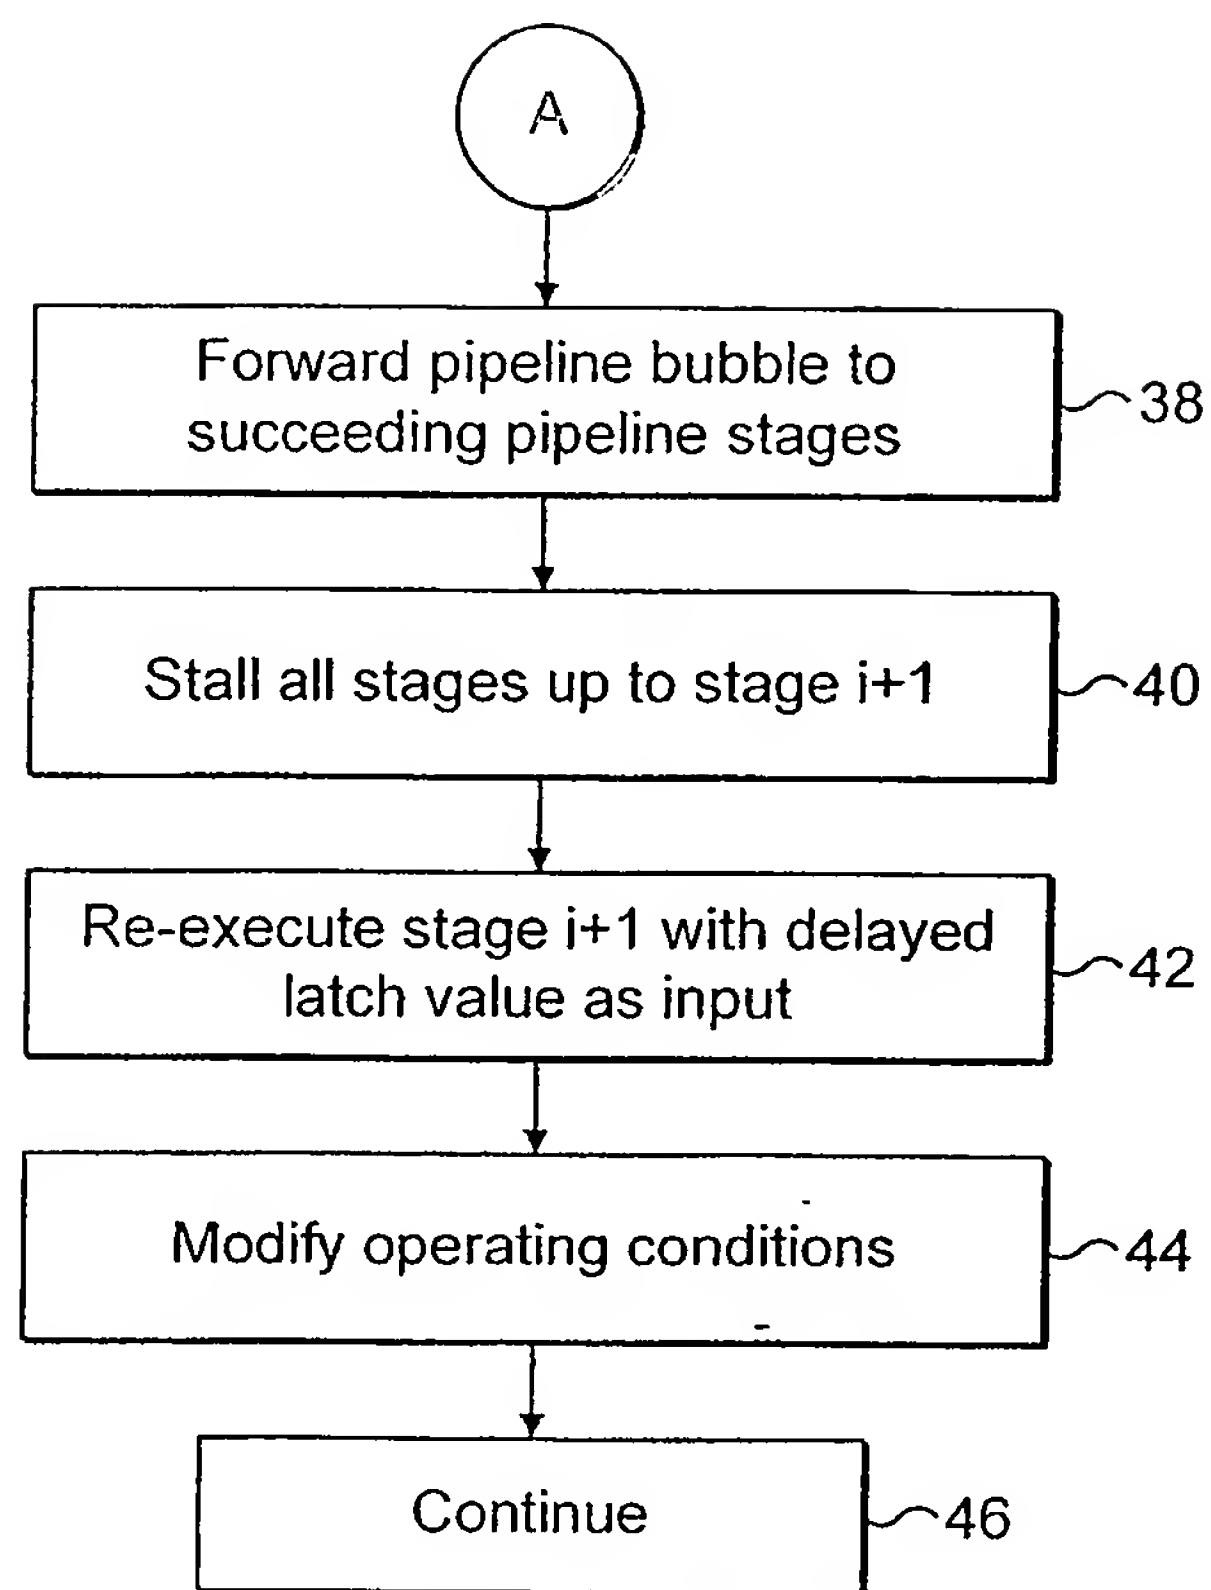 A
Forward pipeline bubble to
succeeding pipeline stages
38
Stall all stages up to stage i+1
40
Re-execute stage i+1 with delayed
latch value as input
42
Modify operating conditions
44
Continue
46